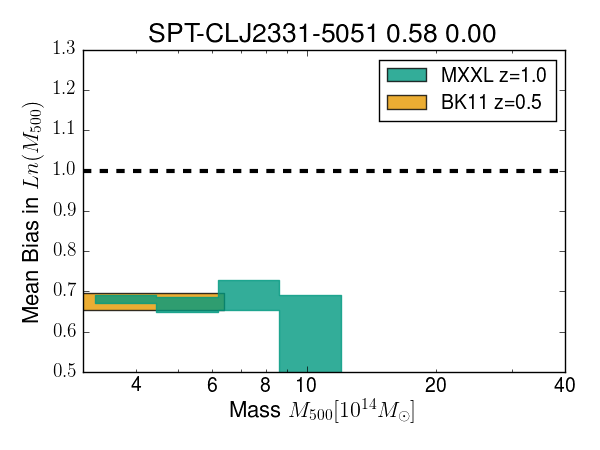 SPT-CLJ2331-5051 0.58 0.00
MXXL z=1.0
BK11 z=0.5
Mean Bias in Ln(M₅₀₀)
1.3
1.2
1.1
1.0
0.9
0.8
0.7
0.6
0.5
4 6 8 10 20 40
Mass M₅₀₀[10¹⁴M☉]